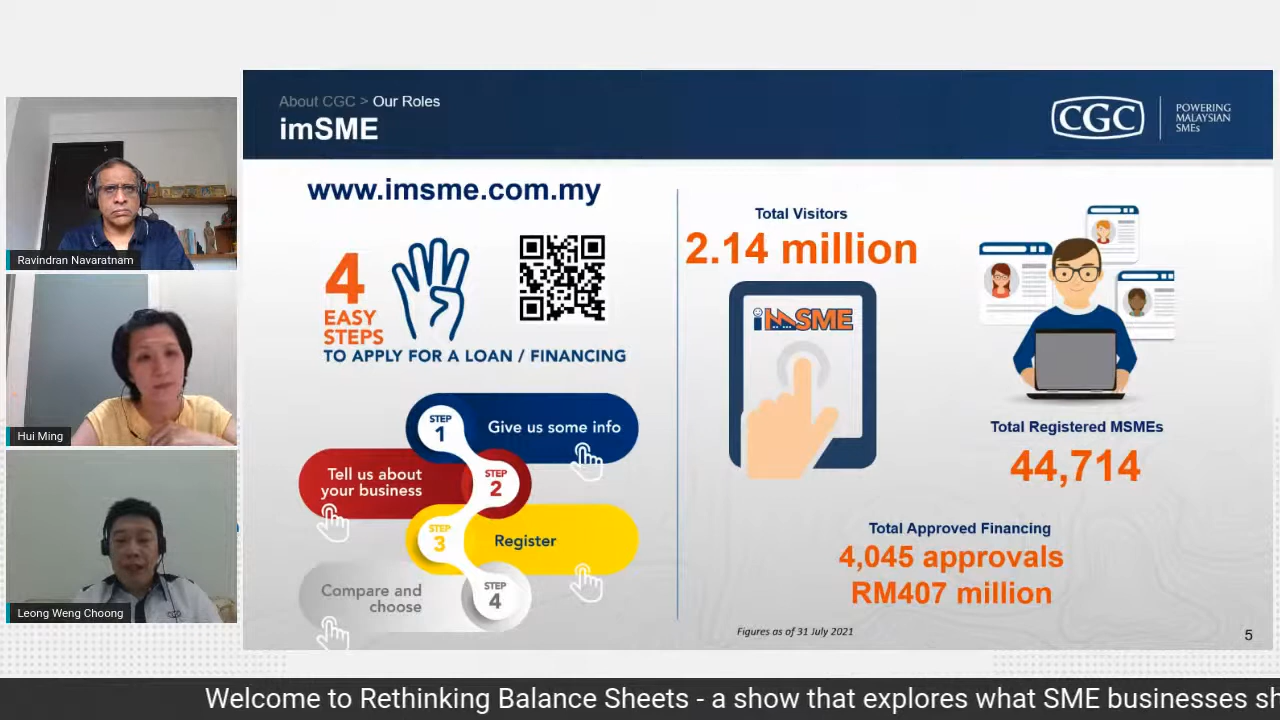 About CGC > Our Roles
imSME
CGC
POWERING
MALAYSIAN
SMEs
Ravindran Navaratnam
Hui Ming
Leong Weng Choong
www.imsme.com.my
4
EASY
STEPS
TO APPLY FOR A LOAN / FINANCING
STEP
1
Give us some info
Tell us about
your business
STEP
2
STEP
3
Register
Compare and
choose
STEP
4
Total Visitors
2.14 million
imSME
Total Registered MSMEs
44,714
Total Approved Financing
4,045 approvals
RM407 million
Figures as of 31 July 2021
5
Welcome to Rethinking Balance Sheets - a show that explores what SME businesses sh